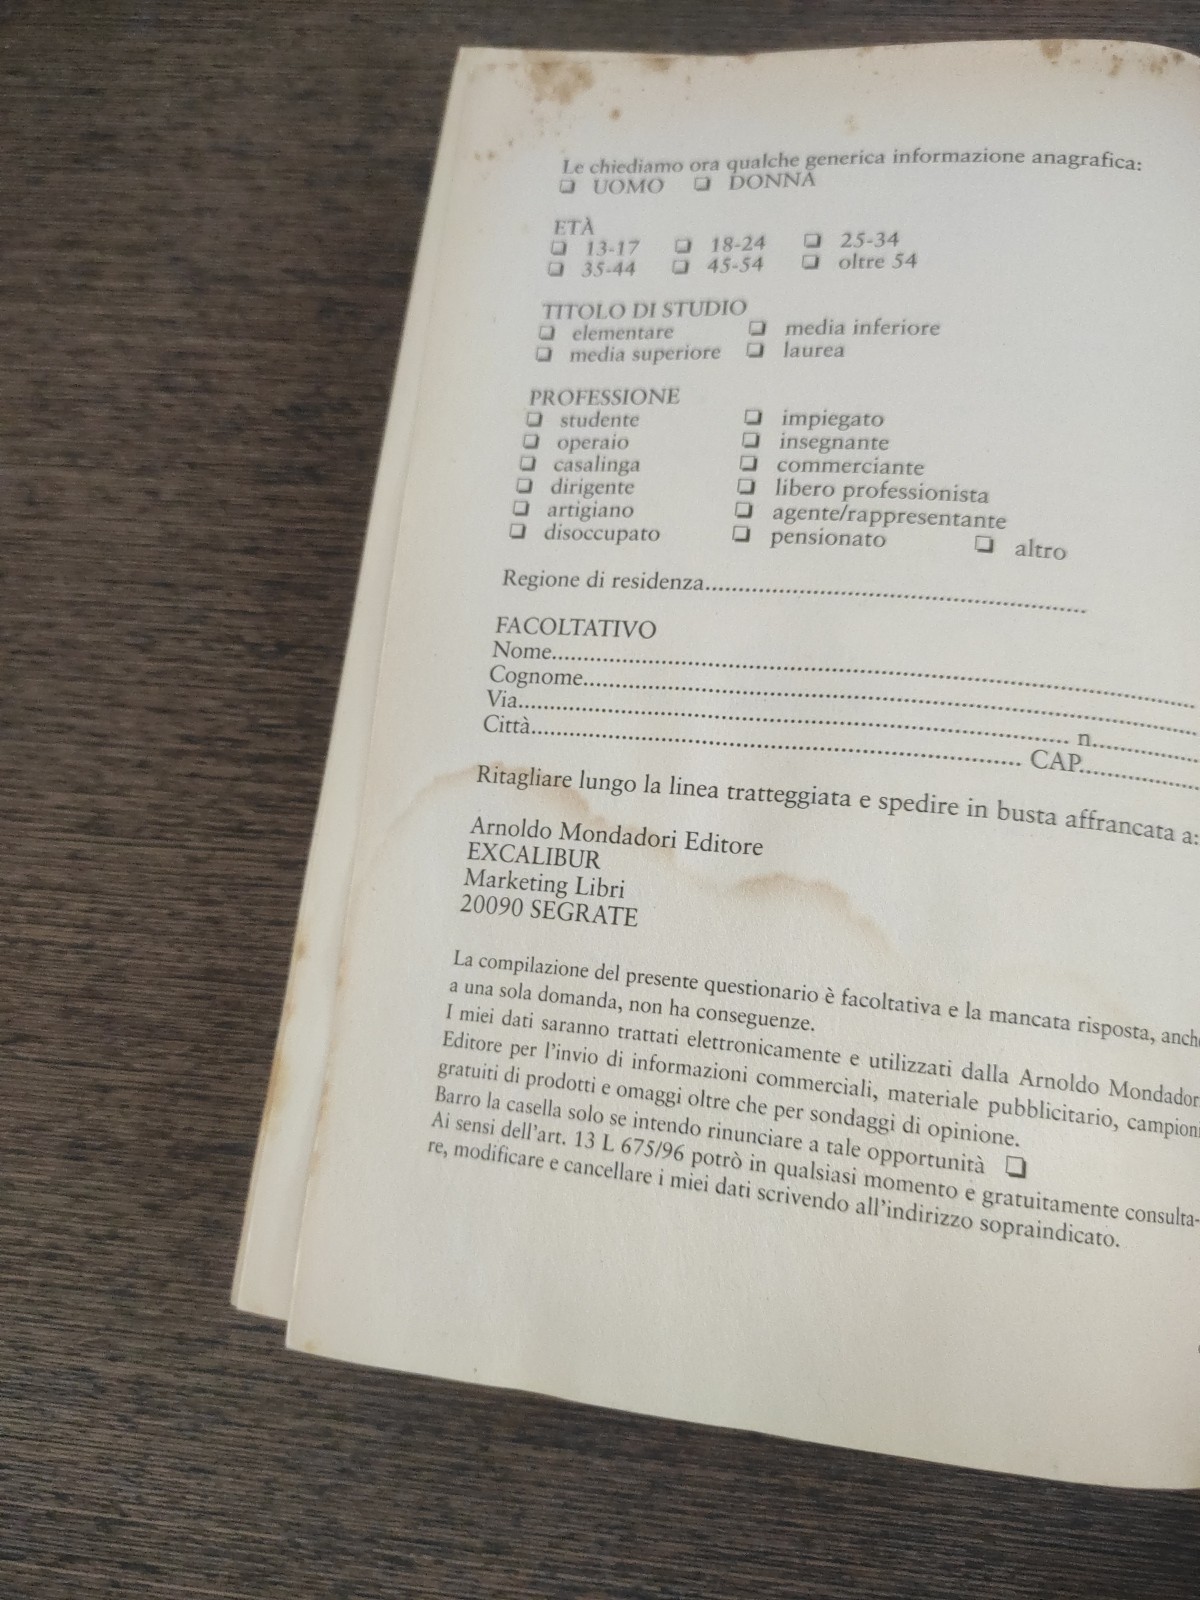 Le chiediamo ora qualche generica informazione anagrafica:
❏ UOMO ❏ DONNA
ETÀ
❏ 13-17 ❏ 18-24 ❏ 25-34
❏ 35-44 ❏ 45-54 ❏ oltre 54
TITOLO DI STUDIO
❏ elementare ❏ media inferiore
❏ media superiore ❏ laurea
PROFESSIONE
❏ studente ❏ impiegato
❏ operaio ❏ insegnante
❏ casalinga ❏ commerciante
❏ dirigente ❏ libero professionista
❏ artigiano ❏ agente/rappresentante
❏ disoccupato ❏ pensionato ❏ altro
Regione di residenza..............................................................
FACOLTATIVO
Nome..............................................................
Cognome..............................................................
Via.............................................................. n..................
Città.............................................................. CAP..................
Ritagliare lungo la linea tratteggiata e spedire in busta affrancata a:
Arnoldo Mondadori Editore
EXCALIBUR
Marketing Libri
20090 SEGRATE
La compilazione del presente questionario è facoltativa e la mancata risposta, anche
a una sola domanda, non ha conseguenze.
I miei dati saranno trattati elettronicamente e utilizzati dalla Arnoldo Mondadori
Editore per l'invio di informazioni commerciali, materiale pubblicitario, campioni
gratuiti di prodotti e omaggi oltre che per sondaggi di opinione.
Barro la casella solo se intendo rinunciare a tale opportunità ❏
Ai sensi dell'art. 13 L 675/96 potrò in qualsiasi momento e gratuitamente consulta-
re, modificare e cancellare i miei dati scrivendo all'indirizzo sopraindicato.